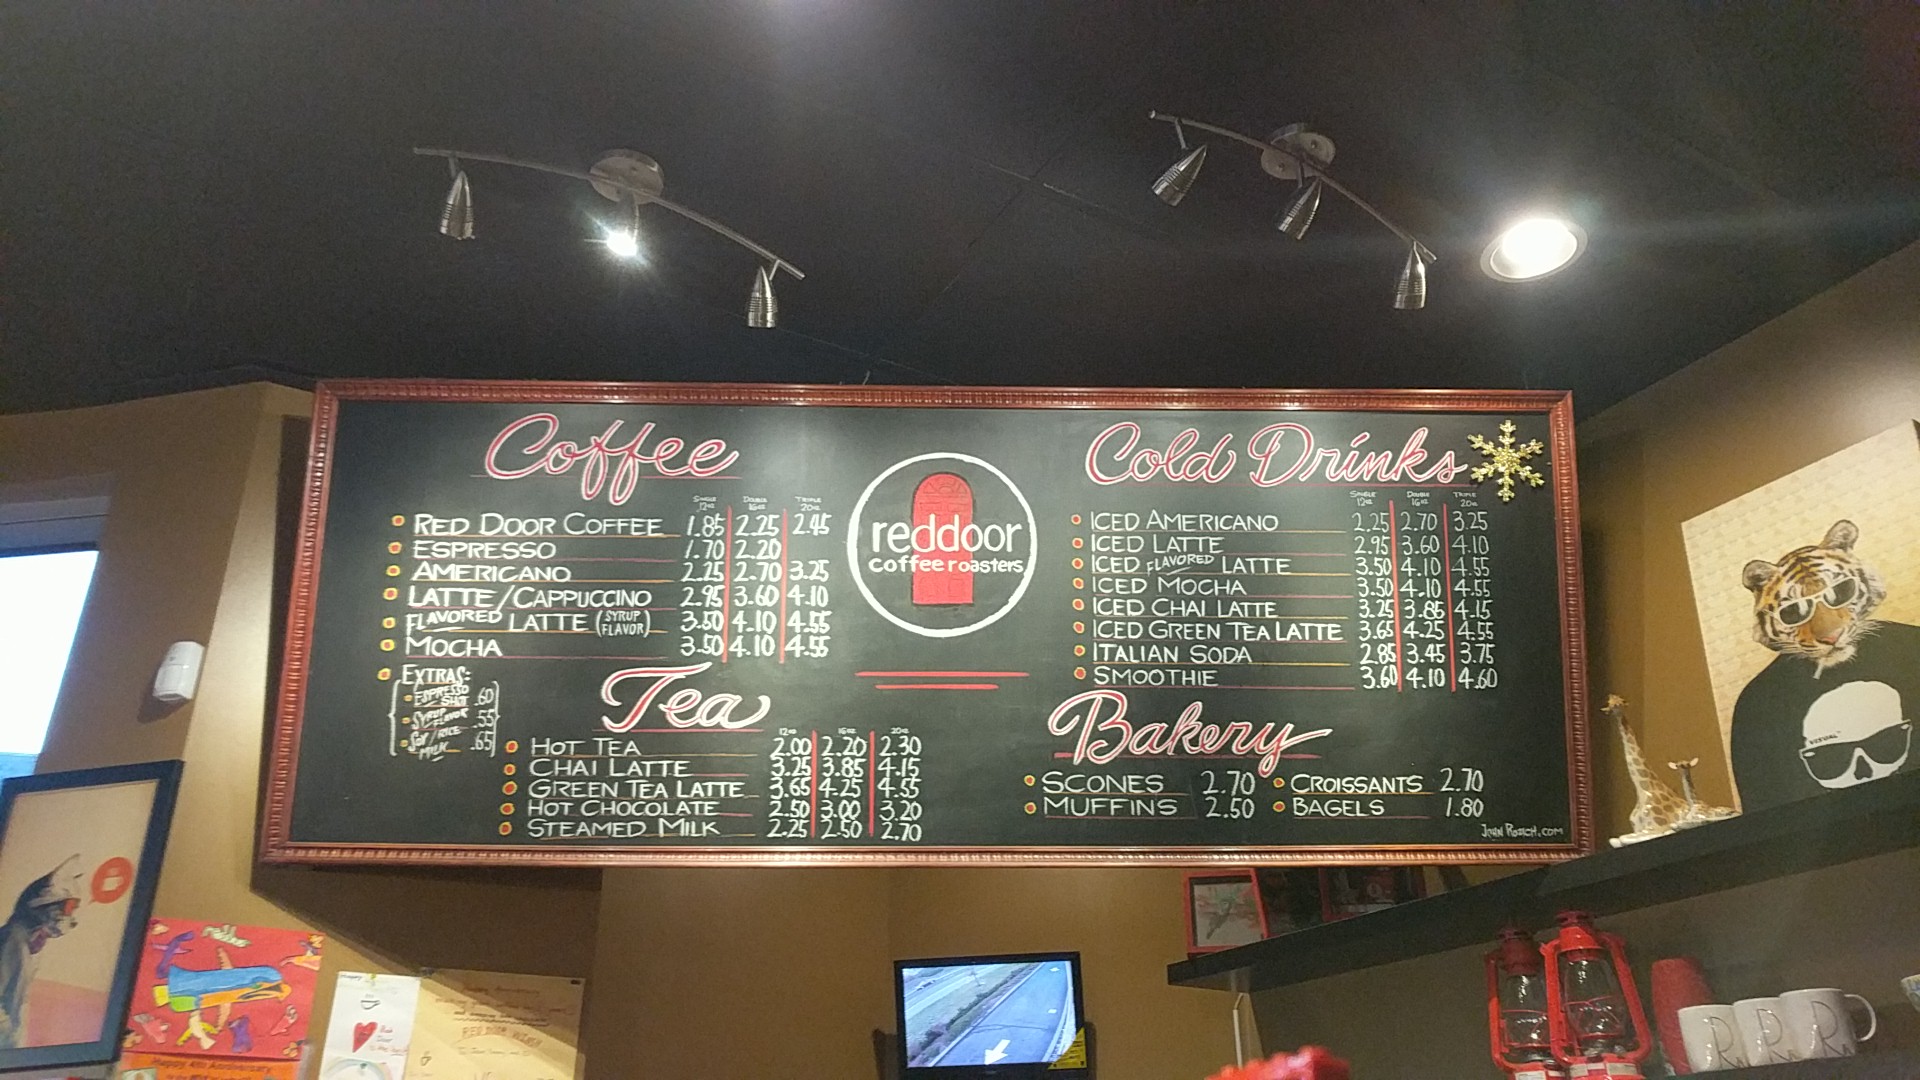 Coffee
SINGLE 12oz DOUBLE 16oz TRIPLE 20oz
RED DOOR COFFEE 1.85 2.25 2.45
ESPRESSO 1.70 2.20
AMERICANO 2.25 2.70 3.25
LATTE/CAPPUCCINO 2.95 3.60 4.10
FLAVORED LATTE (SYRUP FLAVOR) 3.50 4.10 4.55
MOCHA 3.50 4.10 4.55
EXTRAS:
ESPRESSO SHOT .60
SYRUP FLAVOR .55
SOY/RICE MILK .65
Tea
12oz 16oz 20oz
HOT TEA 2.00 2.20 2.30
CHAI LATTE 3.25 3.85 4.15
GREEN TEA LATTE 3.65 4.25 4.55
HOT CHOCOLATE 2.50 3.00 3.20
STEAMED MILK 2.25 2.50 2.70
reddoor
coffee roasters
Cold Drinks
SINGLE 12oz DOUBLE 16oz TRIPLE 20oz
ICED AMERICANO 2.25 2.70 3.25
ICED LATTE 2.95 3.60 4.10
ICED FLAVORED LATTE 3.50 4.10 4.55
ICED MOCHA 3.50 4.10 4.55
ICED CHAI LATTE 3.25 3.85 4.15
ICED GREEN TEA LATTE 3.65 4.25 4.55
ITALIAN SODA 2.85 3.45 3.75
SMOOTHIE 3.60 4.10 4.60
Bakery
SCONES 2.70 CROISSANTS 2.70
MUFFINS 2.50 BAGELS 1.80
VISUAL
Happy 4th Anniversary
R R R